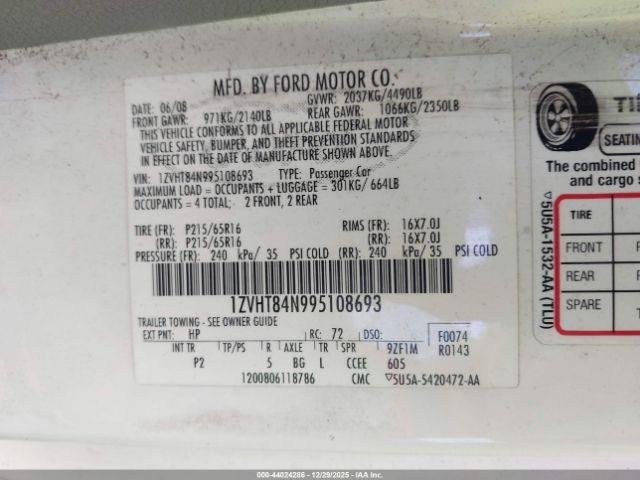 MFD. BY FORD MOTOR CO.
DATE: 06/08 GVWR: 2037KG/4490LB
FRONT GAWR: 971KG/2140LB REAR GAWR: 1066KG/2350LB
THIS VEHICLE CONFORMS TO ALL APPLICABLE FEDERAL MOTOR
VEHICLE SAFETY, BUMPER, AND THEFT PREVENTION STANDARDS
IN EFFECT ON THE DATE OF MANUFACTURE SHOWN ABOVE.
VIN: 1ZVHT84N995108693 TYPE: Passenger Car
MAXIMUM LOAD = OCCUPANTS + LUGGAGE = 301KG/ 664LB
OCCUPANTS = 4 TOTAL; 2 FRONT, 2 REAR
TIRE (FR): P215/65R16 RIMS (FR): 16X7.0J
(RR): P215/65R16 (RR): 16X7.0J
PRESSURE (FR): 240 kPa/ 35 PSI COLD (RR): 240 kPa/ 35 PSI COLD
1ZVHT84N995108693
TRAILER TOWING - SEE OWNER GUIDE
EXT PNT: HP RC: 72 DSO: F0074
INT TR TP/PS R AXLE TR SPR 9ZF1M R0143
P2 5 BG L CCEE 605
1200806118786 CMC ▽5U5A-5420472-AA
SEATING
The combined
and cargo
▽5U5A-1532-AA (TLU)
TIRE
FRONT
REAR
SPARE
000-44024286 - 12/29/2025 - IAAI.COM